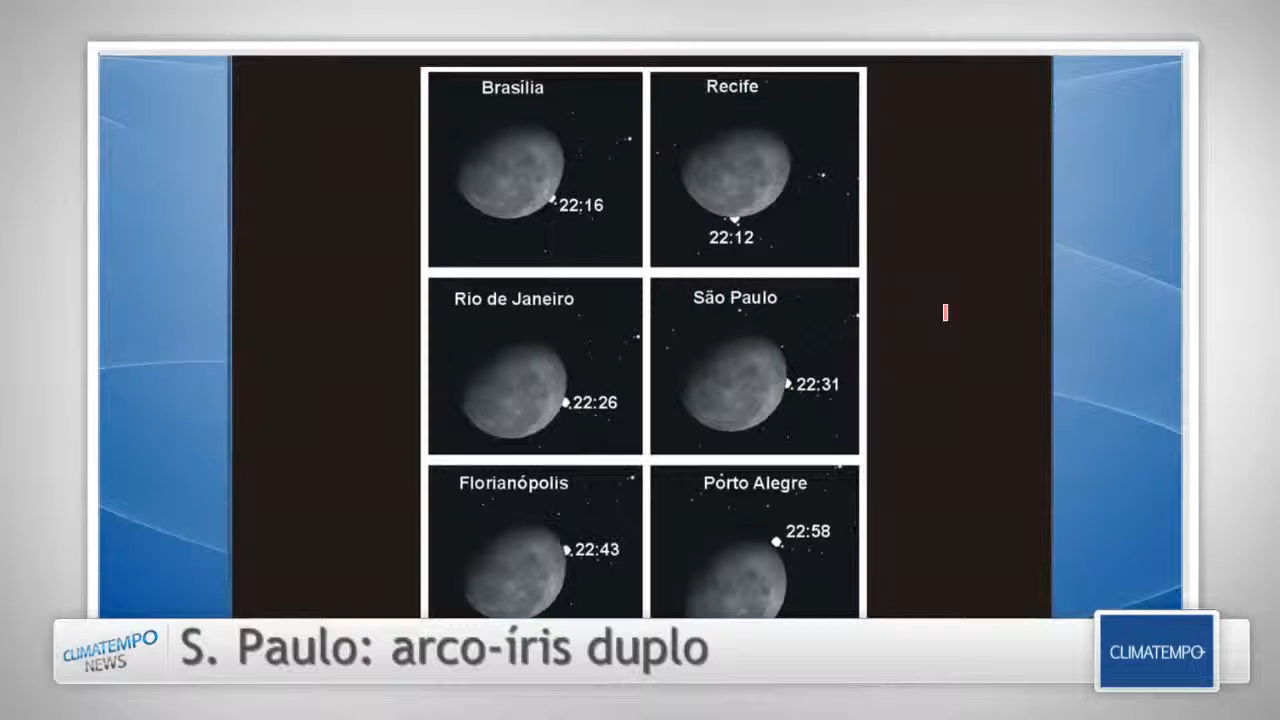 Brasília
22:16
Recife
22:12
Rio de Janeiro
22:26
São Paulo
22:31
Florianópolis
22:43
Porto Alegre
22:58
CLIMATEMPO
NEWS
S. Paulo: arco-íris duplo
CLIMATEMPO